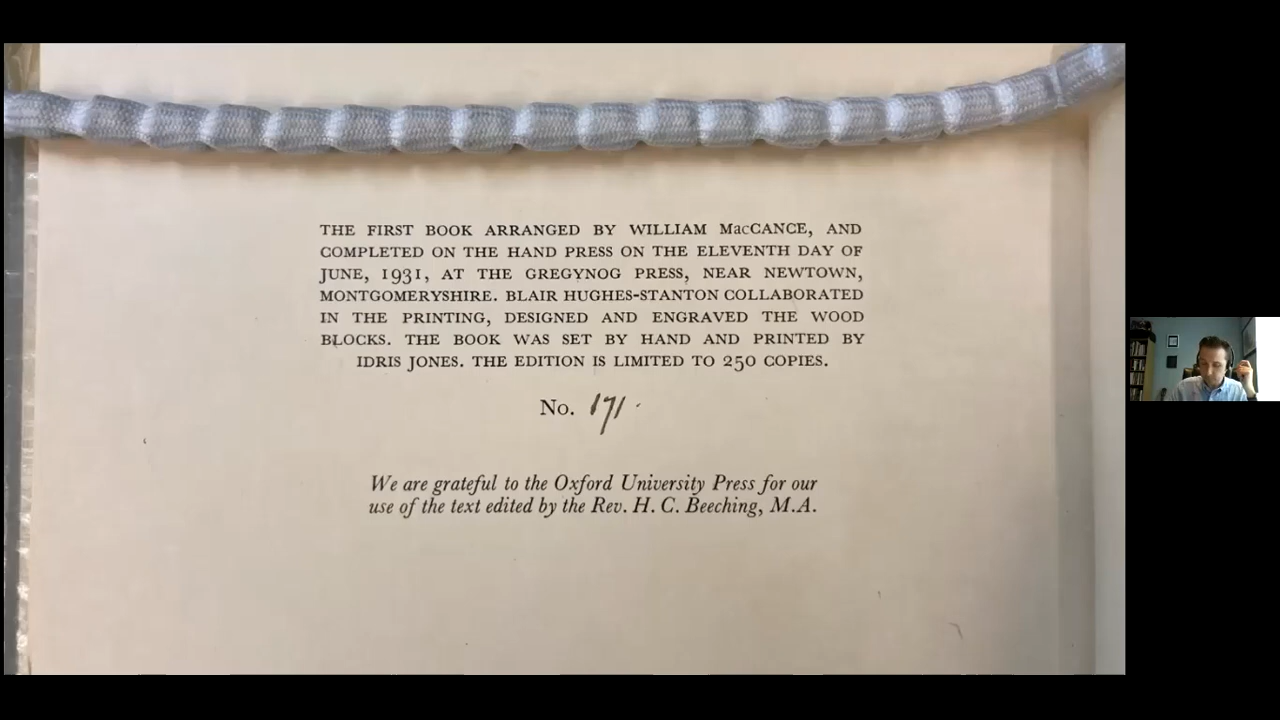 THE FIRST BOOK ARRANGED BY WILLIAM MacCANCE, AND
COMPLETED ON THE HAND PRESS ON THE ELEVENTH DAY OF
JUNE, 1931, AT THE GREGYNOG PRESS, NEAR NEWTOWN,
MONTGOMERYSHIRE. BLAIR HUGHES-STANTON COLLABORATED
IN THE PRINTING, DESIGNED AND ENGRAVED THE WOOD
BLOCKS. THE BOOK WAS SET BY HAND AND PRINTED BY
IDRIS JONES. THE EDITION IS LIMITED TO 250 COPIES.
No. 171.
We are grateful to the Oxford University Press for our
use of the text edited by the Rev. H. C. Beeching, M.A.